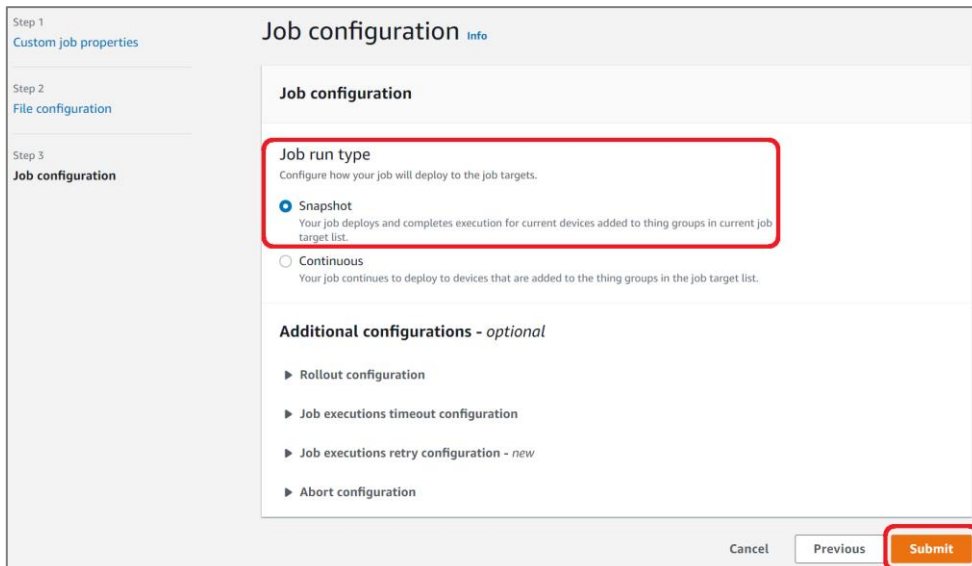 Step 1
Custom job properties
Step 2
File configuration
Step 3
Job configuration
Job configuration Info
Job configuration
Job run type
Configure how your job will deploy to the job targets.
Snapshot
Your job deploys and completes execution for current devices added to thing groups in current job
target list.
Continuous
Your job continues to deploy to devices that are added to the thing groups in the job target list.
Additional configurations - optional
Rollout configuration
Job executions timeout configuration
Job executions retry configuration - new
Abort configuration
Cancel Previous Submit